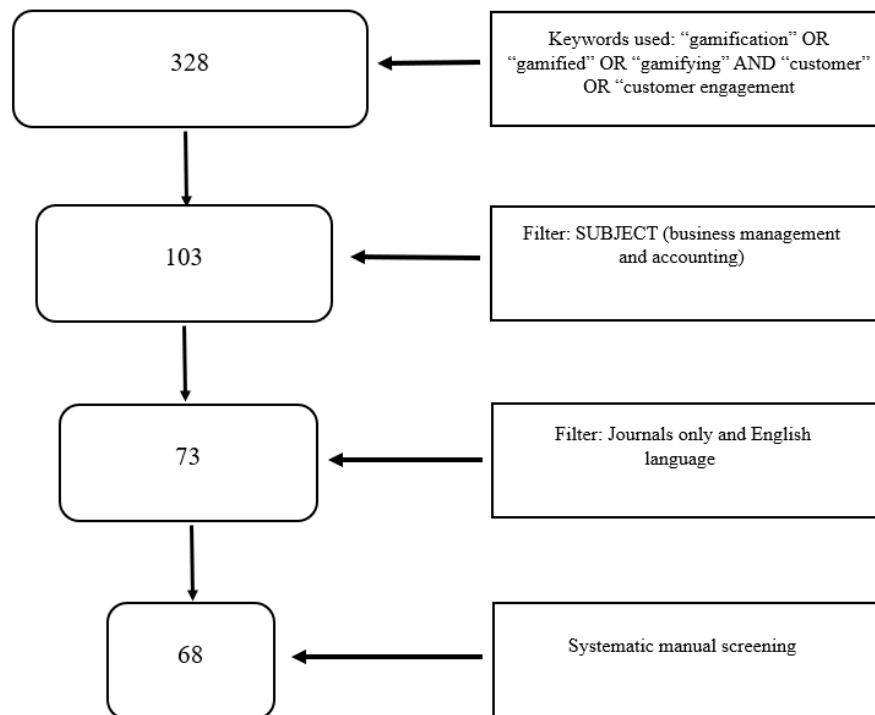 328
Keywords used: “gamification” OR
“gamified” OR “gamifying” AND “customer”
OR “customer engagement
103
Filter: SUBJECT (business management
and accounting)
73
Filter: Journals only and English
language
68
Systematic manual screening